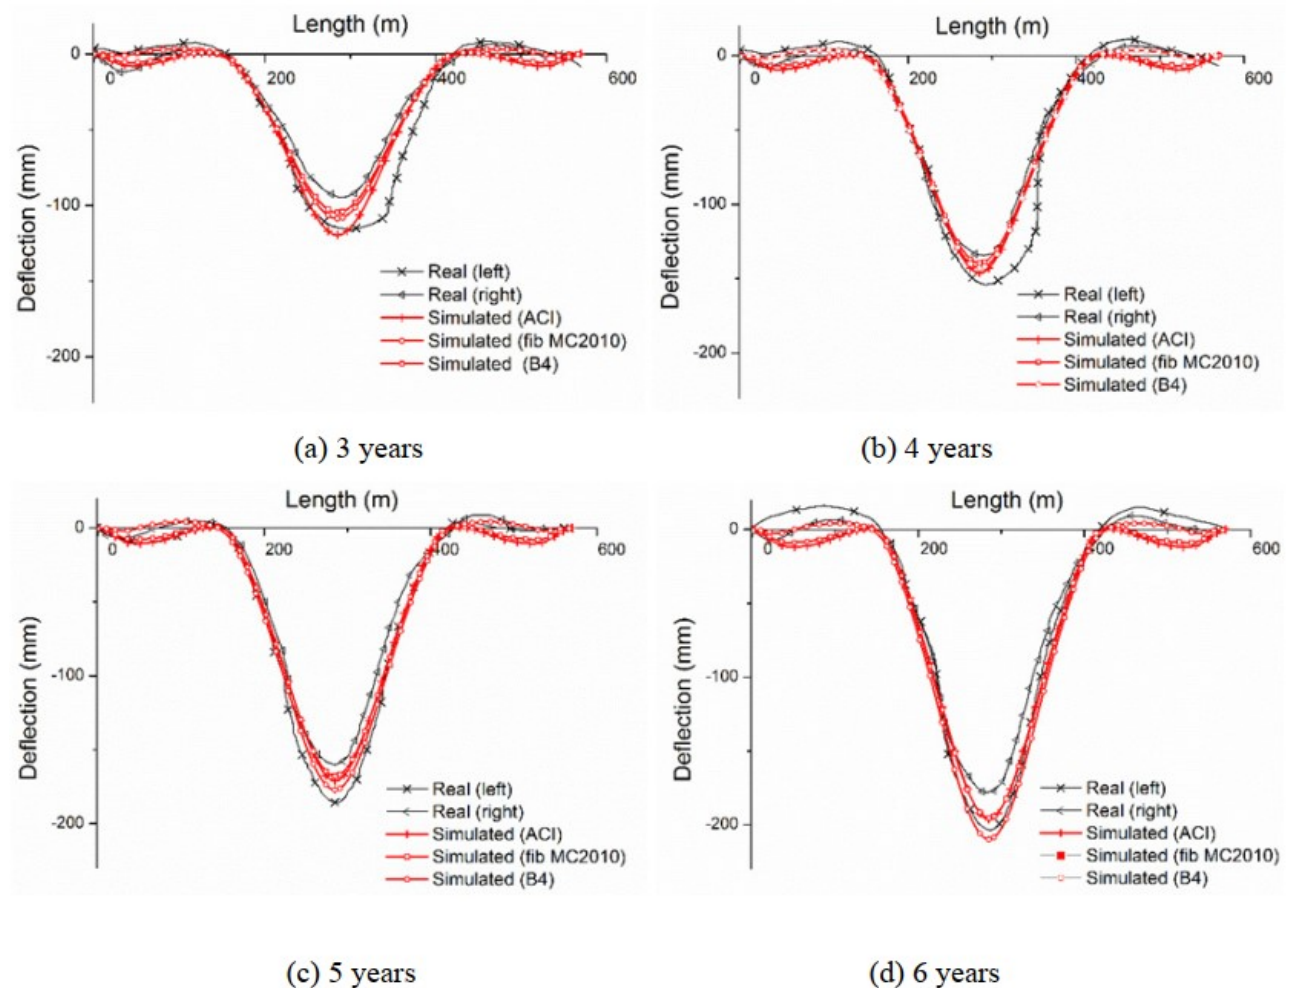 Length (m)
0
0
200
400
600
-100
-200
Deflection (mm)
Real (left)
Real (right)
Simulated (ACI)
Simulated (fib MC2010)
Simulated (B4)
(a) 3 years
Length (m)
0
0
200
400
600
-100
-200
Deflection (mm)
Real (left)
Real (right)
Simulated (ACI)
Simulated (fib MC2010)
Simulated (B4)
(b) 4 years
Length (m)
0
0
200
400
600
-100
-200
Deflection (mm)
Real (left)
Real (right)
Simulated (ACI)
Simulated (fib MC2010)
Simulated (B4)
(c) 5 years
Length (m)
0
0
200
400
600
-100
-200
Deflection (mm)
Real (left)
Real (right)
Simulated (ACI)
Simulated (fib MC2010)
Simulated (B4)
(d) 6 years